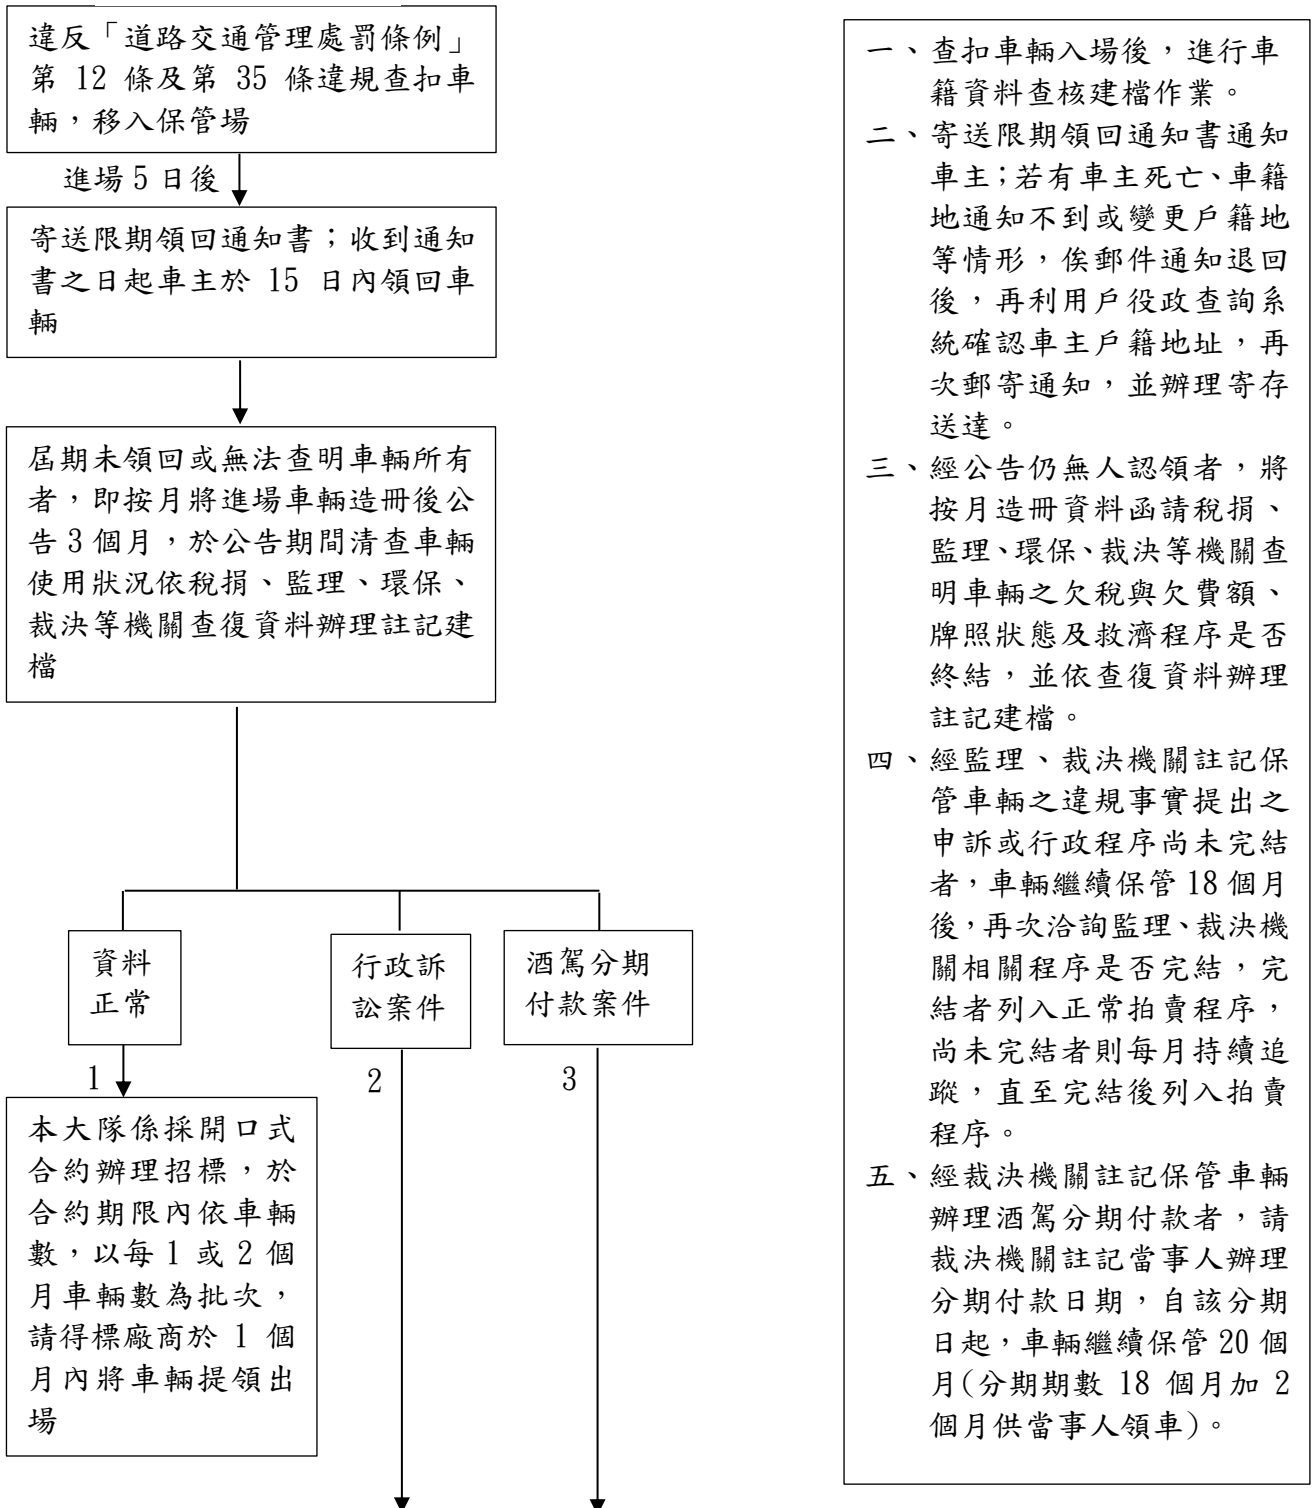 違反「道路交通管理處罰條例」
第 12 條及第 35 條違規查扣車
輛，移入保管場
進場 5 日後
寄送限期領回通知書；收到通知
書之日起車主於 15 日內領回車
輛
屆期未領回或無法查明車輛所有
者，即按月將進場車輛造冊後公
告 3 個月，於公告期間清查車輛
使用狀況依稅捐、監理、環保、
裁決等機關查復資料辦理註記建
檔
資料
正常
行政訴
訟案件
酒駕分期
付款案件
1
2
3
本大隊係採開口式
合約辦理招標，於
合約期限內依車輛
數，以每 1 或 2 個
月車輛數為批次，
請得標廠商於 1 個
月內將車輛提領出
場
一、查扣車輛入場後，進行車
籍資料查核建檔作業。
二、寄送限期領回通知書通知
車主；若有車主死亡、車籍
地通知不到或變更戶籍地
等情形，俟郵件通知退回
後，再利用戶役政查詢系
統確認車主戶籍地址，再
次郵寄通知，並辦理寄存
送達。
三、經公告仍無人認領者，將
按月造冊資料函請稅捐、
監理、環保、裁決等機關查
明車輛之欠稅與欠費額、
牌照狀態及救濟程序是否
終結，並依查復資料辦理
註記建檔。
四、經監理、裁決機關註記保
管車輛之違規事實提出之
申訴或行政程序尚未完結
者，車輛繼續保管 18 個月
後，再次洽詢監理、裁決機
關相關程序是否完結，完
結者列入正常拍賣程序，
尚未完結者則每月持續追
蹤，直至完結後列入拍賣
程序。
五、經裁決機關註記保管車輛
辦理酒駕分期付款者，請
裁決機關註記當事人辦理
分期付款日期，自該分期
日起，車輛繼續保管 20 個
月(分期期數 18 個月加 2
個月供當事人領車)。